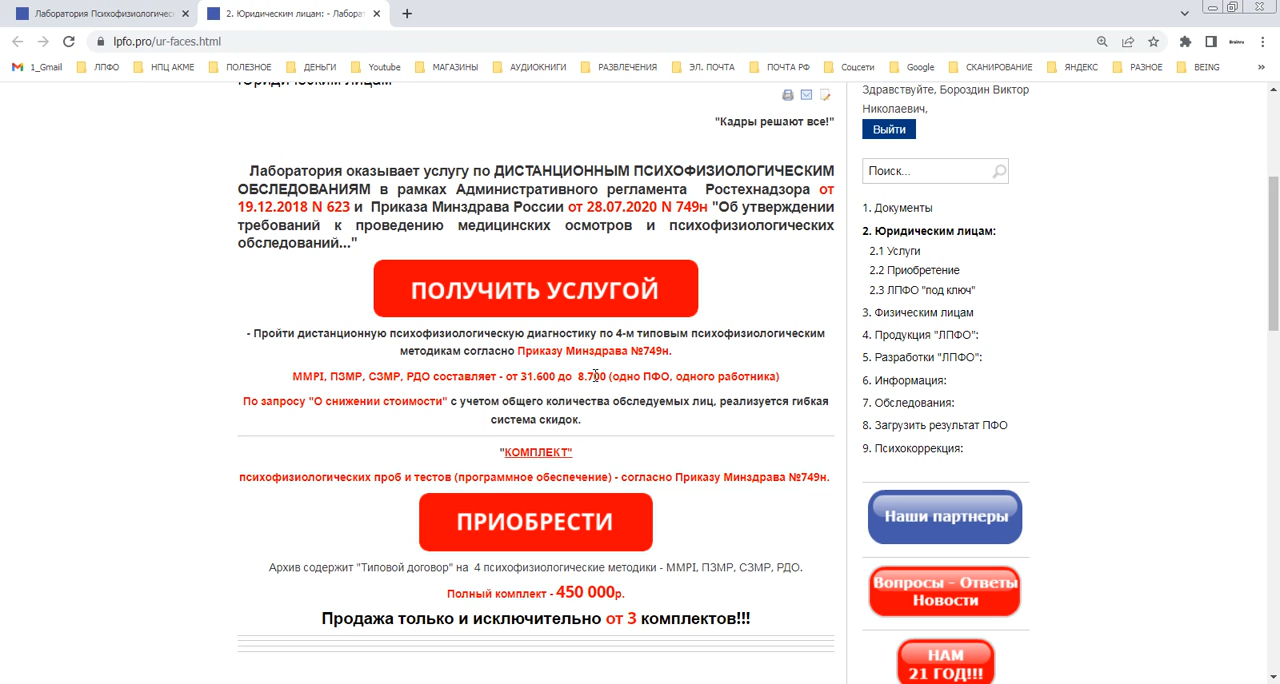 Лаборатория Психофизиологичес
2. Юридическим лицам: - Лаборат
lpfo.pro/ur-faces.html
1_Gmail
ЛПФО
НПЦ АКМЕ
ПОЛЕЗНОЕ
ДЕНЬГИ
Youtube
МАГАЗИНЫ
АУДИОКНИГИ
РАЗВЛЕЧЕНИЯ
ЭЛ. ПОЧТА
ПОЧТА РФ
Соцсети
Google
СКАНИРОВАНИЕ
ЯНДЕКС
РАЗНОЕ
BEING
»
Юридическим лицам
"Кадры решают все!"
Лаборатория оказывает услугу по ДИСТАНЦИОННЫМ ПСИХОФИЗИОЛОГИЧЕСКИМ
ОБСЛЕДОВАНИЯМ в рамках Административного регламента Ростехнадзора от
19.12.2018 N 623 и Приказа Минздрава России от 28.07.2020 N 749н "Об утверждении
требований к проведению медицинских осмотров и психофизиологических
обследований..."
ПОЛУЧИТЬ УСЛУГОЙ
- Пройти дистанционную психофизиологическую диагностику по 4-м типовым психофизиологическим
методикам согласно Приказу Минздрава №749н.
MMPI, ПЗМР, СЗМР, РДО составляет - от 31.600 до 8.700 (одно ПФО, одного работника)
По запросу "О снижении стоимости" с учетом общего количества обследуемых лиц, реализуется гибкая
система скидок.
"КОМПЛЕКТ"
психофизиологических проб и тестов (программное обеспечение) - согласно Приказу Минздрава №749н.
ПРИОБРЕСТИ
Архив содержит "Типовой договор" на 4 психофизиологические методики - MMPI, ПЗМР, СЗМР, РДО.
Полный комплект - 450 000р.
Продажа только и исключительно от 3 комплектов!!!
Здравствуйте, Бороздин Виктор
Николаевич,
Выйти
Поиск...
1. Документы
2. Юридическим лицам:
2.1 Услуги
2.2 Приобретение
2.3 ЛПФО "под ключ"
3. Физическим лицам
4. Продукция "ЛПФО":
5. Разработки "ЛПФО":
6. Информация:
7. Обследования:
8. Загрузить результат ПФО
9. Психокоррекция:
Наши партнеры
Вопросы - Ответы
Новости
НАМ
21 ГОД!!!